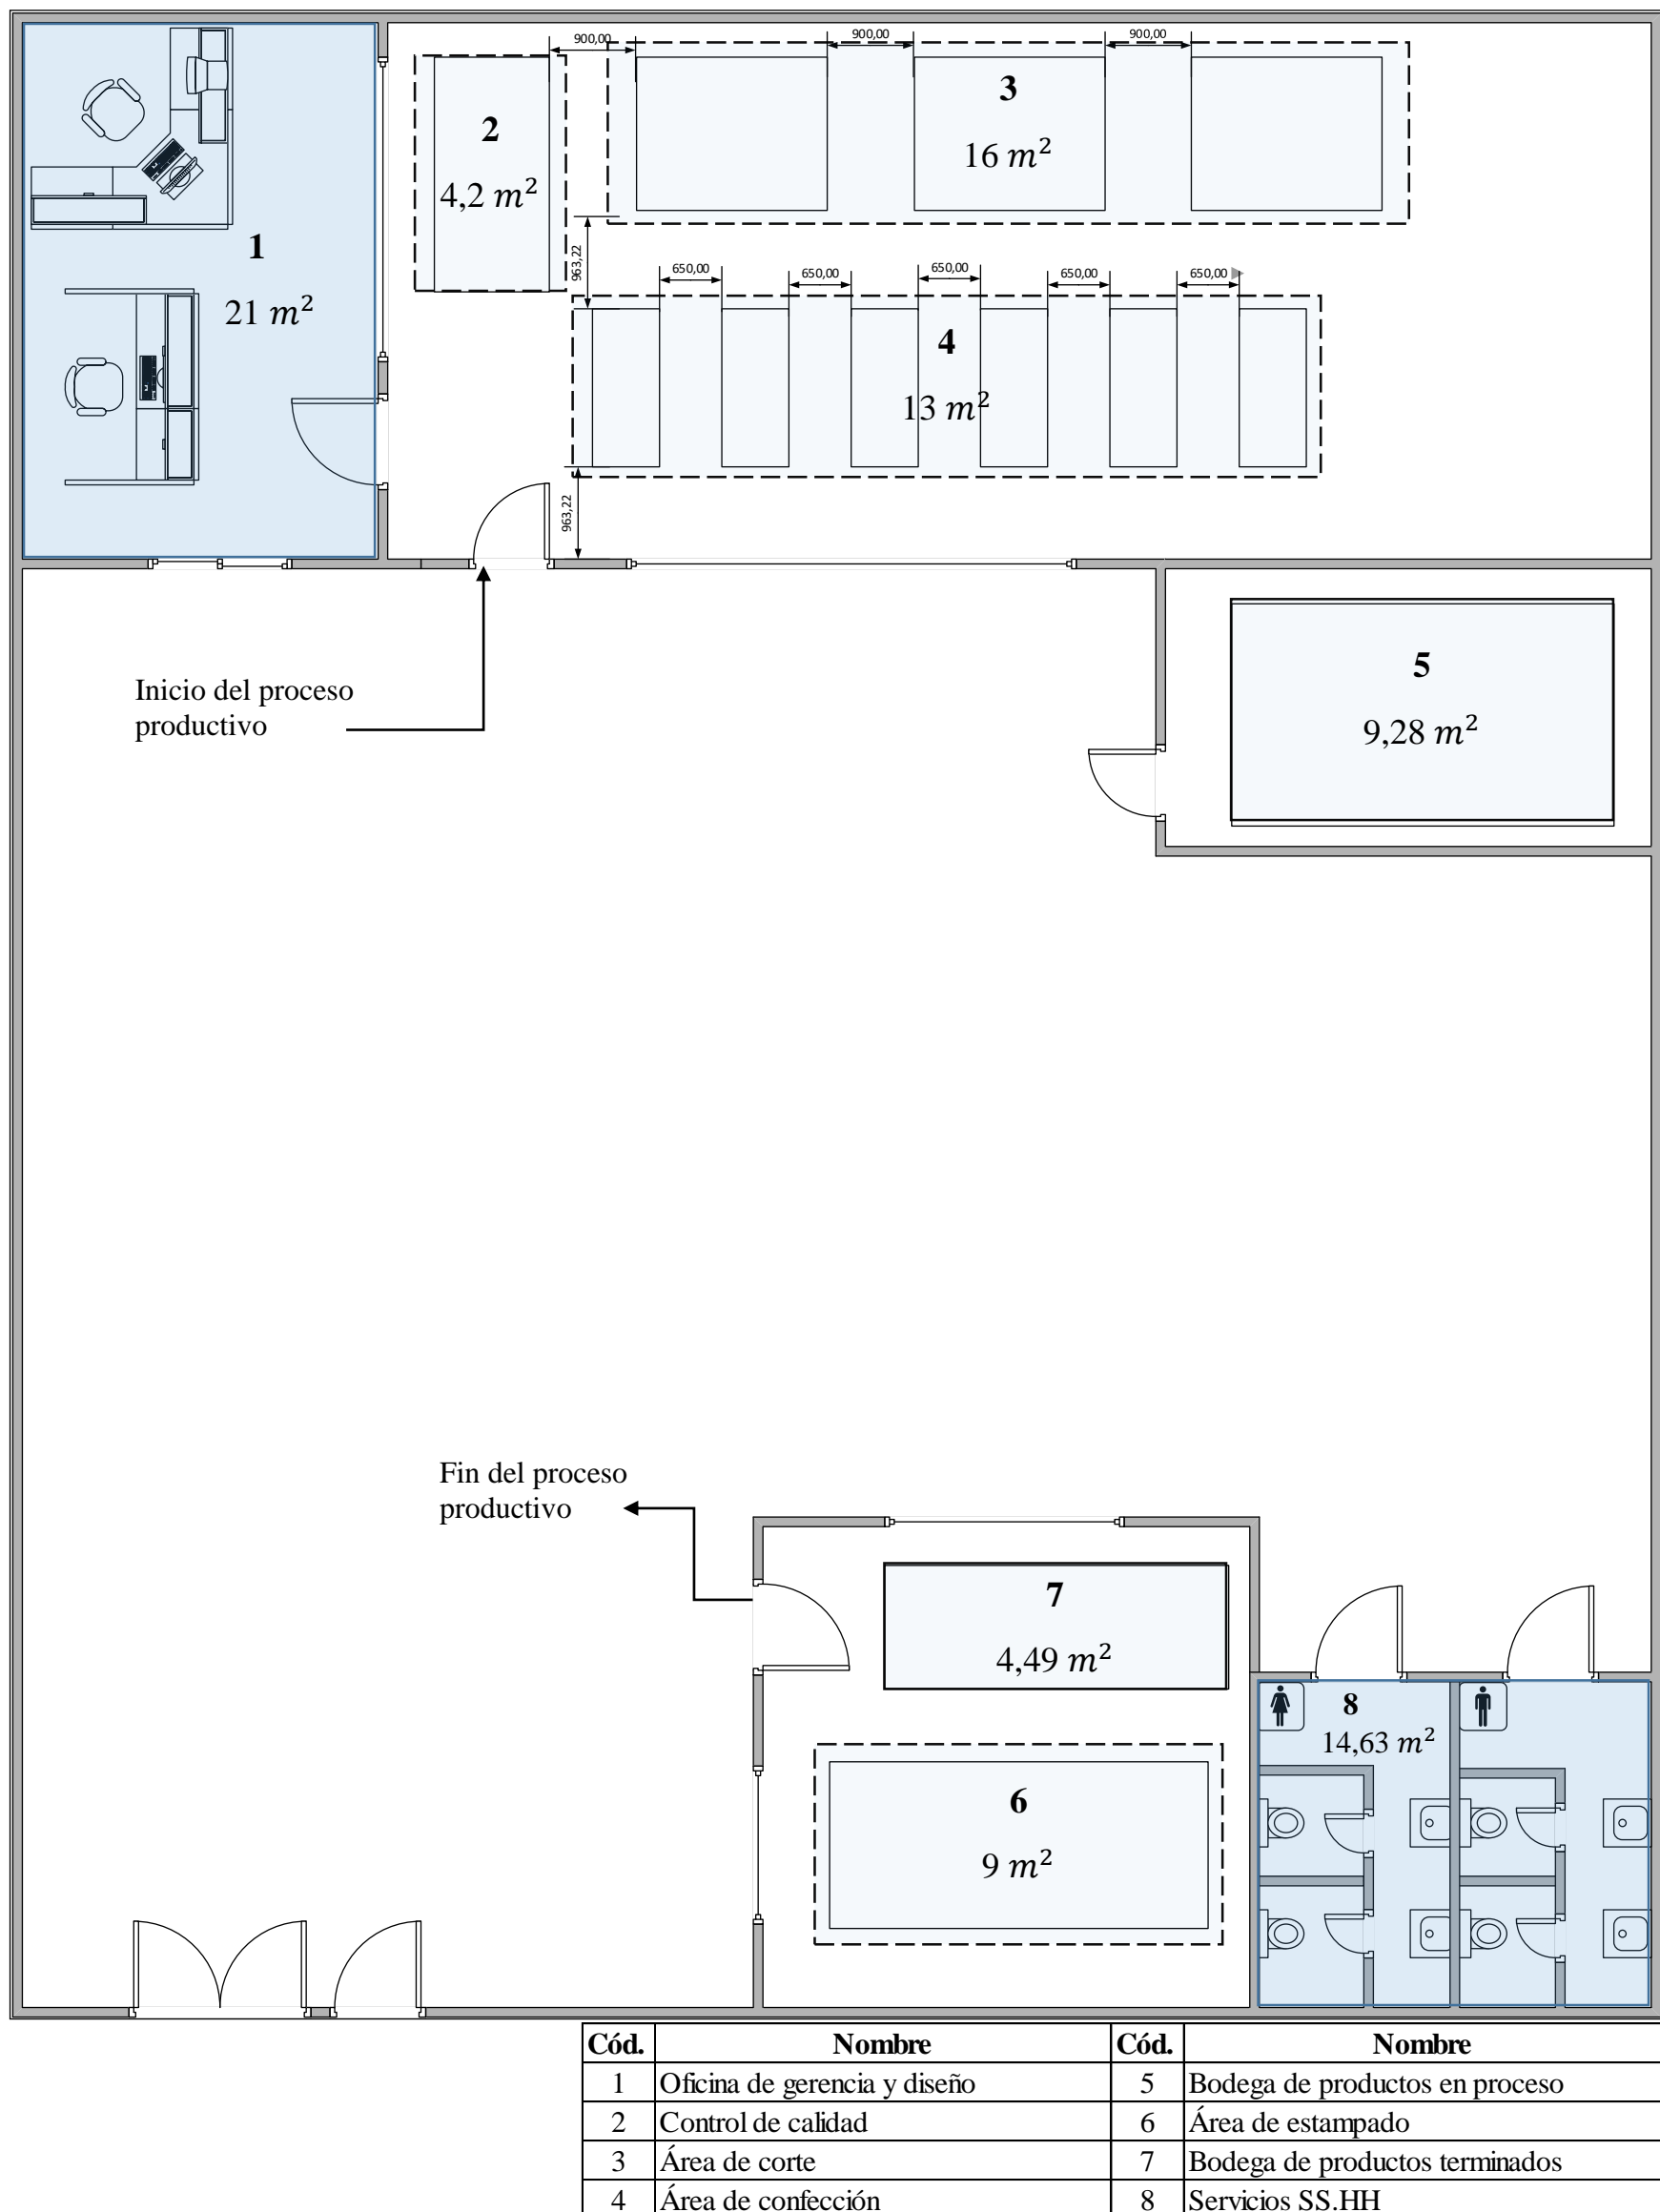 900,00
900,00
900,00
3
16 m²
2
4,2 m²
1
21 m²
963,22
650,00
650,00
650,00
650,00
650,00
4
13 m²
963,22
5
9,28 m²
Inicio del proceso
productivo
Fin del proceso
productivo
7
4,49 m²
8
14,63 m²
6
9 m²
Cód. Nombre Cód. Nombre
1 Oficina de gerencia y diseño 5 Bodega de productos en proceso
2 Control de calidad 6 Área de estampado
3 Área de corte 7 Bodega de productos terminados
4 Área de confección 8 Servicios SS.HH